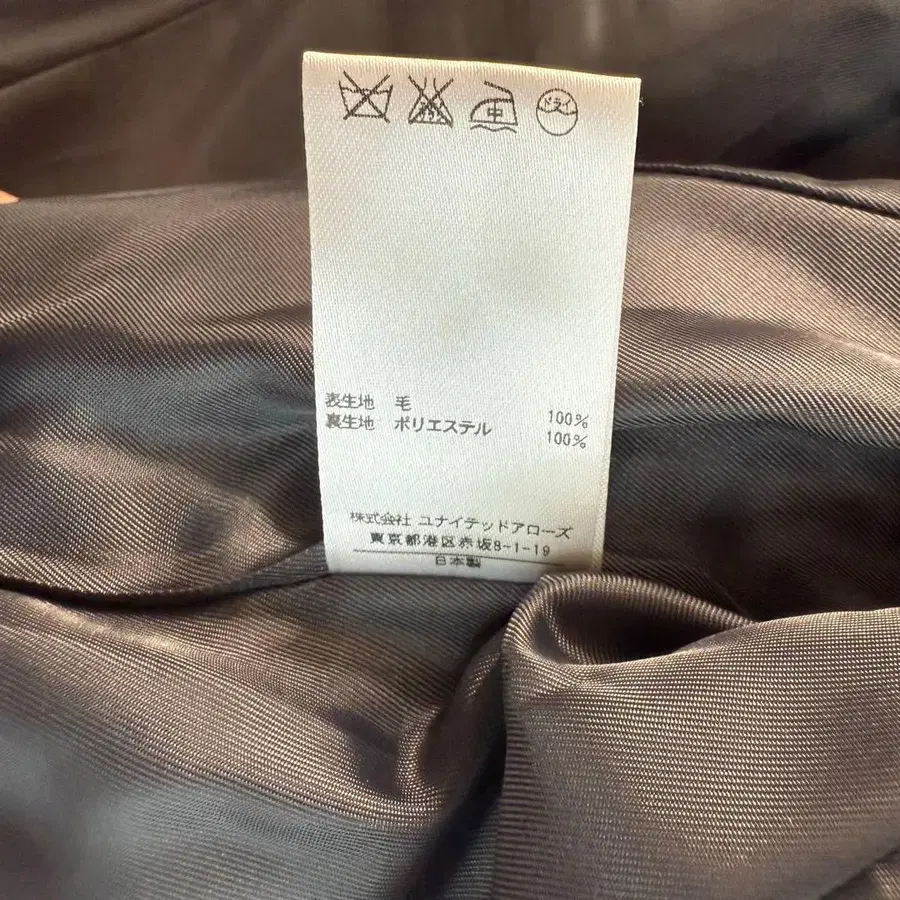 中 ドライ
表生地 毛 100%
裏生地 ポリエステル 100%
株式会社 ユナイテッドアローズ
東京都港区赤坂8-1-19
日本製